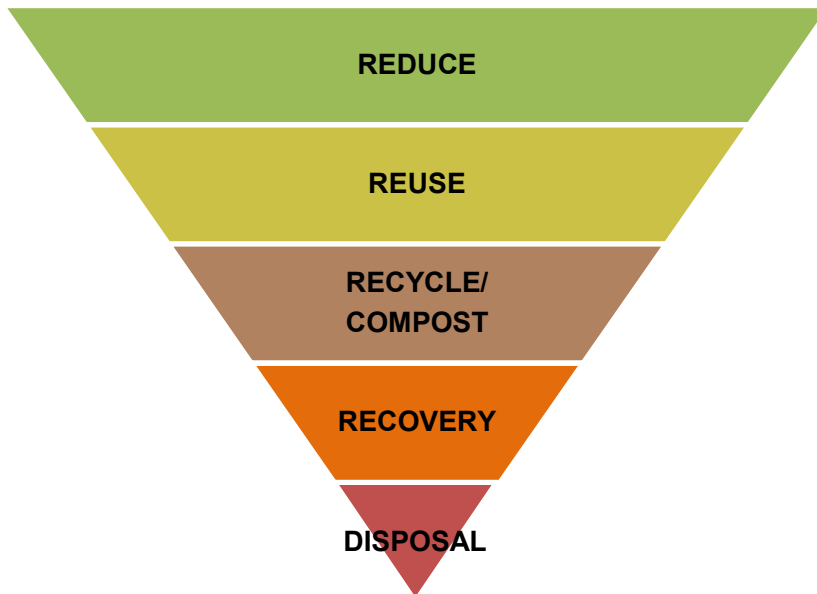 REDUCE
REUSE
RECYCLE/
COMPOST
RECOVERY
DISPOSAL